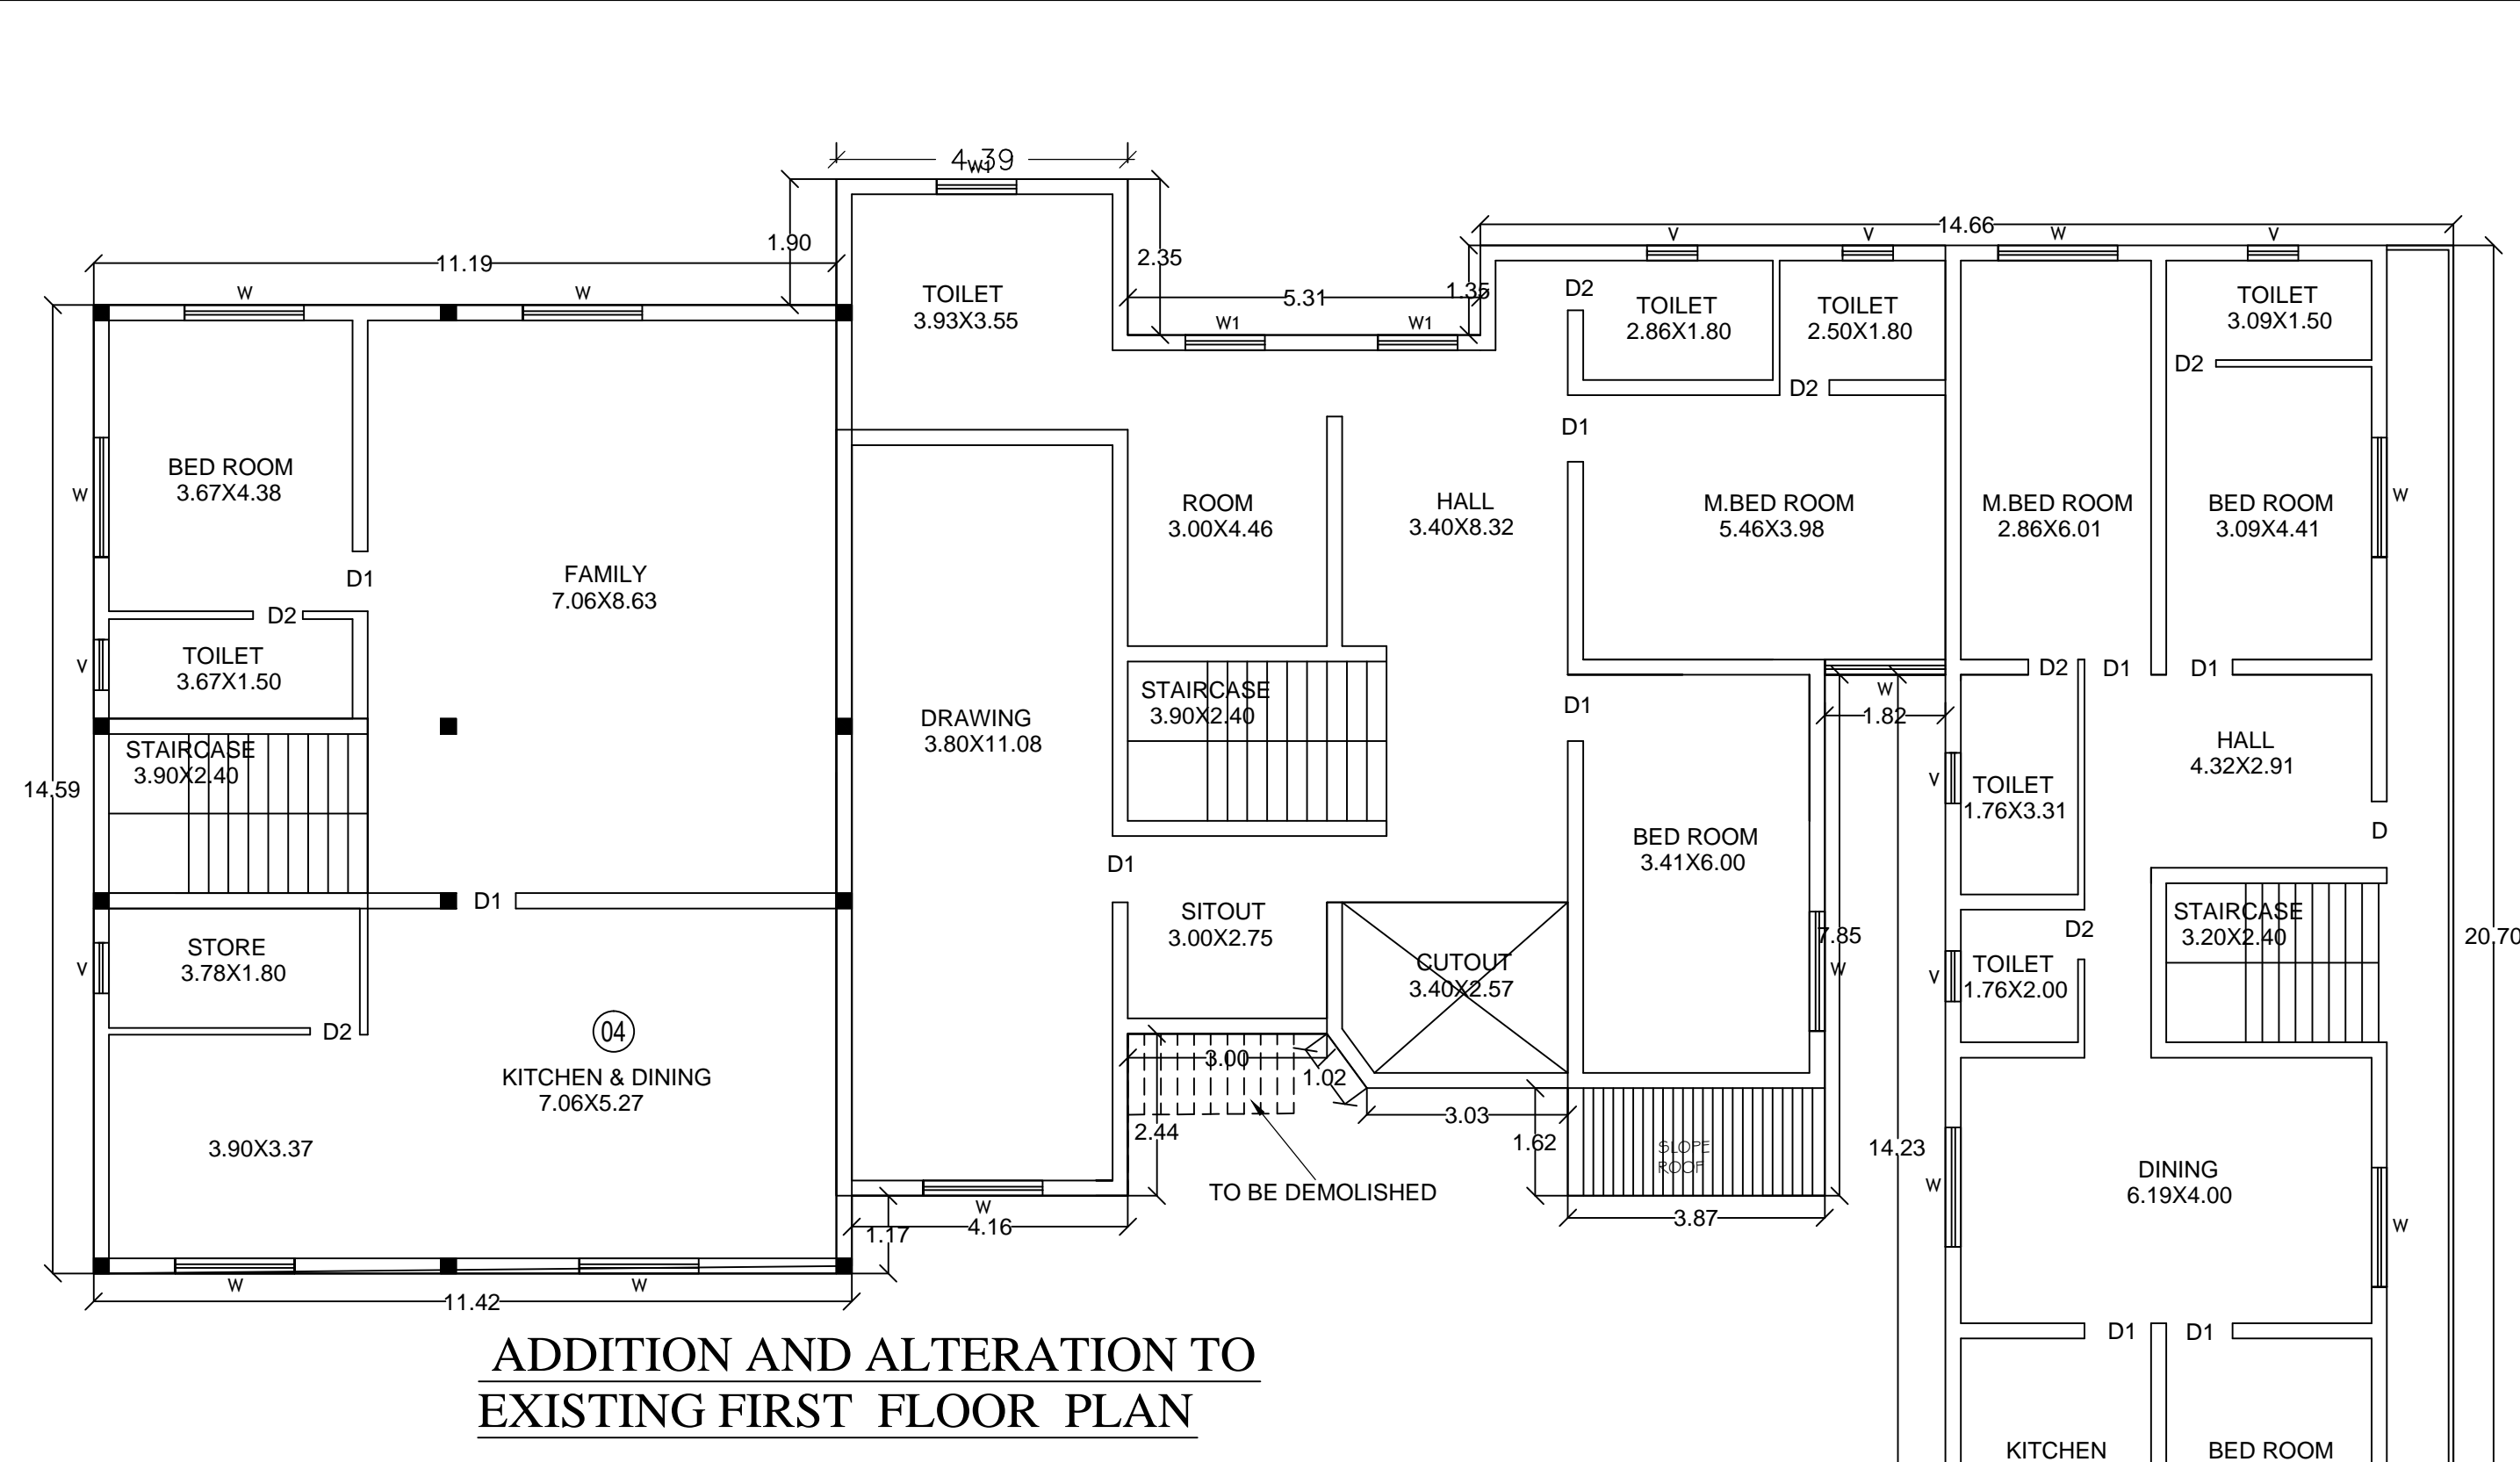 4.39
W1
14.66
V
V
W
V
1.90
2.35
11.19
W
W
5.31
1.35
W1
W1
TOILET
3.93X3.55
D2
TOILET
2.86X1.80
TOILET
2.50X1.80
TOILET
3.09X1.50
D2
D2
D1
BED ROOM
3.67X4.38
W
ROOM
3.00X4.46
HALL
3.40X8.32
M.BED ROOM
5.46X3.98
M.BED ROOM
2.86X6.01
BED ROOM
3.09X4.41
W
FAMILY
7.06X8.63
D1
D2
TOILET
3.67X1.50
V
STAIRCASE
3.90X2.40
D1
W
1.82
D2
D1
D1
DRAWING
3.80X11.08
STAIRCASE
3.90X2.40
14.59
HALL
4.32X2.91
V
TOILET
1.76X3.31
D
BED ROOM
3.41X6.00
D1
D1
SITOUT
3.00X2.75
STAIRCASE
3.20X2.40
D2
7.85
W
20.70
STORE
3.78X1.80
V
CUTOUT
3.40X2.57
V
TOILET
1.76X2.00
D2
04
KITCHEN & DINING
7.06X5.27
3.00
1.02
3.03
2.44
1.62
SLOPE
ROOF
14.23
3.90X3.37
TO BE DEMOLISHED
DINING
6.19X4.00
W
W
W
4.16
1.17
3.87
W
W
11.42
D1
D1
ADDITION AND ALTERATION TO
EXISTING FIRST FLOOR PLAN
KITCHEN
BED ROOM